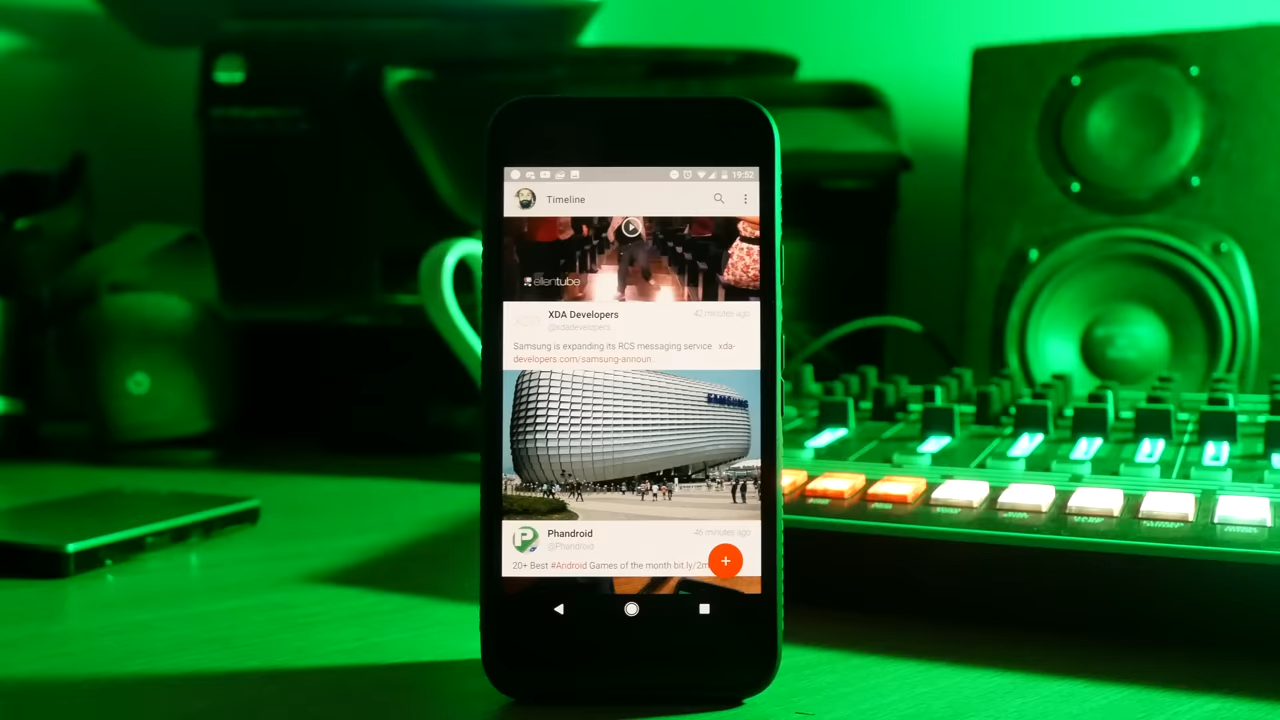 19:52
Timeline
ellentube
XDA Developers 42 minutes ago
@xdadevelopers
Samsung is expanding its RCS messaging service xda-
developers.com/samsung-announ..
SAMSUNG
Phandroid 46 minutes ago
@Phandroid
20+ Best #Android Games of the month bit.ly/2m